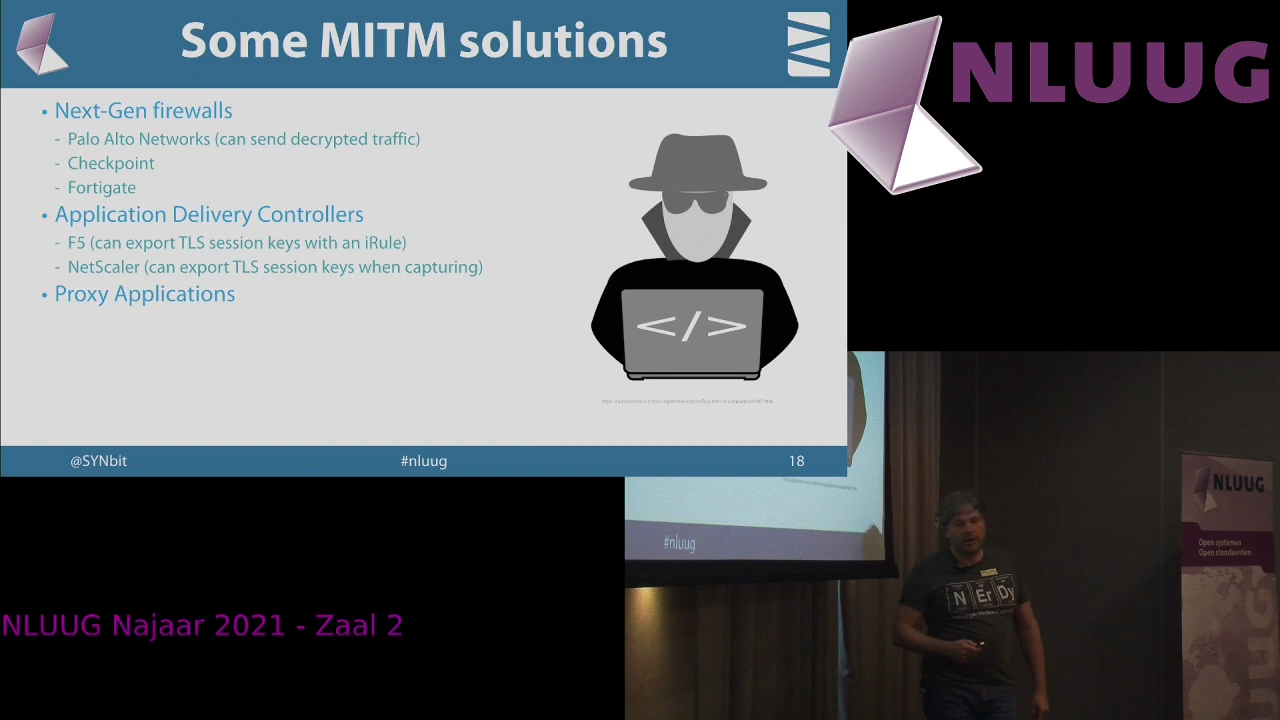 Some MITM solutions
• Next-Gen firewalls
- Palo Alto Networks (can send decrypted traffic)
- Checkpoint
- Fortigate
• Application Delivery Controllers
- F5 (can export TLS session keys with an iRule)
- NetScaler (can export TLS session keys when capturing)
• Proxy Applications
</>
@SYNbit
#nluug
18
NLUUG
#nluug
N Er Dy
NLUUG
Open systemen
Open standaarden
NLUUG Najaar 2021 - Zaal 2